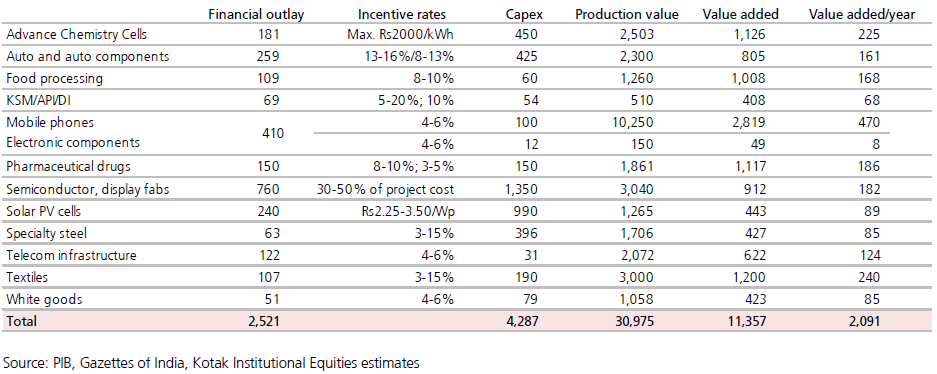 Financial outlay Incentive rates Capex Production value Value added Value added/year
Advance Chemistry Cells 181 Max. Rs2000/kWh 450 2,503 1,126 225
Auto and auto components 259 13-16%/8-13% 425 2,300 805 161
Food processing 109 8-10% 60 1,260 1,008 168
KSM/API/DI 69 5-20%; 10% 54 510 408 68
Mobile phones 410 4-6% 100 10,250 2,819 470
Electronic components 4-6% 12 150 49 8
Pharmaceutical drugs 150 8-10%; 3-5% 150 1,861 1,117 186
Semiconductor, display fabs 760 30-50% of project cost 1,350 3,040 912 182
Solar PV cells 240 Rs2.25-3.50/Wp 990 1,265 443 89
Specialty steel 63 3-15% 396 1,706 427 85
Telecom infrastructure 122 4-6% 31 2,072 622 124
Textiles 107 3-15% 190 3,000 1,200 240
White goods 51 4-6% 79 1,058 423 85
Total 2,521 4,287 30,975 11,357 2,091
Source: PIB, Gazettes of India, Kotak Institutional Equities estimates